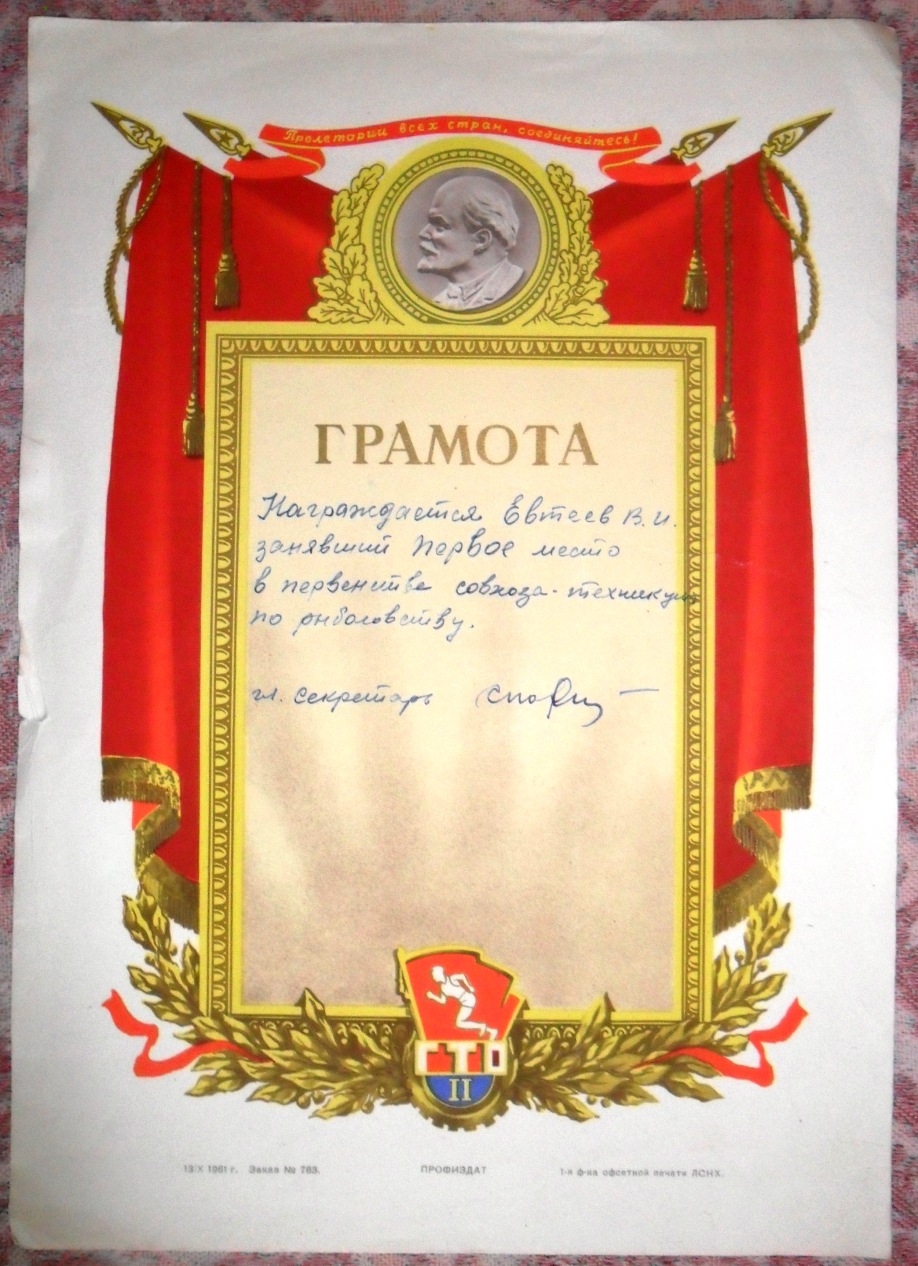 Пролетарии всех стран, соединяйтесь!
ГРАМОТА
Награждается Евтеев В. И.
занявший первое место
в первенстве совхоза-техникума
по рыболовству.
гл. секретарь
ГТО
II
13/X 1961 г. Заказ № 763. ПРОФИЗДАТ 1-я ф-ка офсетной печати ЛСНХ.